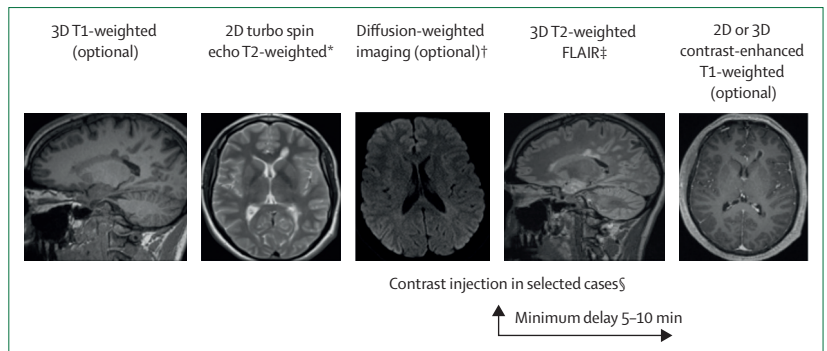 3D T1-weighted
(optional)
2D turbo spin
echo T2-weighted*
Diffusion-weighted
imaging (optional)†
3D T2-weighted
FLAIR‡
2D or 3D
contrast-enhanced
T1-weighted
(optional)
Contrast injection in selected cases§
Minimum delay 5–10 min